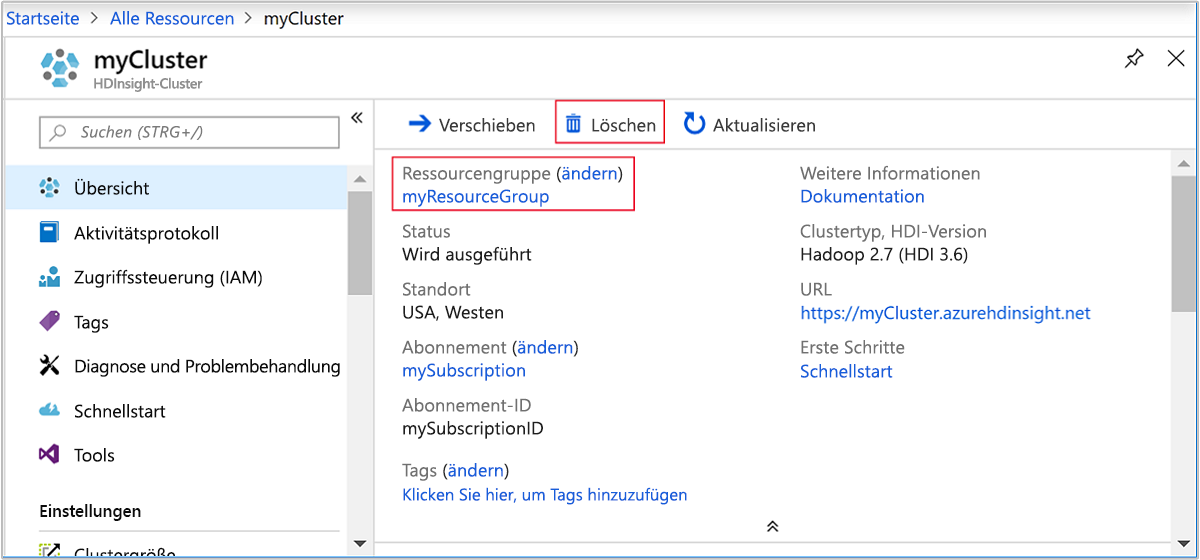 Startseite > Alle Ressourcen > myCluster
myCluster
HDInsight-Cluster
Suchen (STRG+/)
«
Übersicht
Aktivitätsprotokoll
Zugriffssteuerung (IAM)
Tags
Diagnose und Problembehandlung
Schnellstart
Tools
Einstellungen
Clustergröße
Verschieben Löschen Aktualisieren
Ressourcengruppe (ändern)
myResourceGroup
Status
Wird ausgeführt
Standort
USA, Westen
Abonnement (ändern)
mySubscription
Abonnement-ID
mySubscriptionID
Tags (ändern)
Klicken Sie hier, um Tags hinzuzufügen
Weitere Informationen
Dokumentation
Clustertyp, HDI-Version
Hadoop 2.7 (HDI 3.6)
URL
https://myCluster.azurehdinsight.net
Erste Schritte
Schnellstart